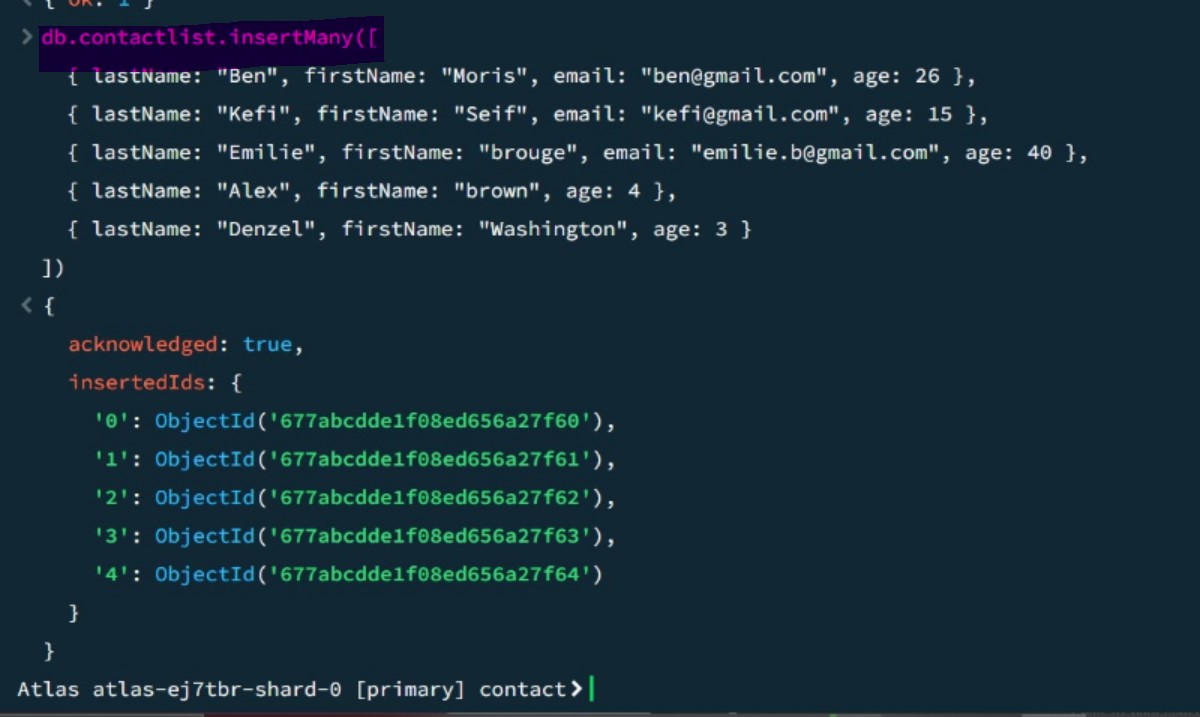 { ok: 1 }
> db.contactlist.insertMany([
{ lastName: "Ben", firstName: "Moris", email: "ben@gmail.com", age: 26 },
{ lastName: "Kefi", firstName: "Seif", email: "kefi@gmail.com", age: 15 },
{ lastName: "Emilie", firstName: "brouge", email: "emilie.b@gmail.com", age: 40 },
{ lastName: "Alex", firstName: "brown", age: 4 },
{ lastName: "Denzel", firstName: "Washington", age: 3 }
])
< {
acknowledged: true,
insertedIds: {
'0': ObjectId('677abcdde1f08ed656a27f60'),
'1': ObjectId('677abcdde1f08ed656a27f61'),
'2': ObjectId('677abcdde1f08ed656a27f62'),
'3': ObjectId('677abcdde1f08ed656a27f63'),
'4': ObjectId('677abcdde1f08ed656a27f64')
}
}
Atlas atlas-ej7tbr-shard-0 [primary] contact>